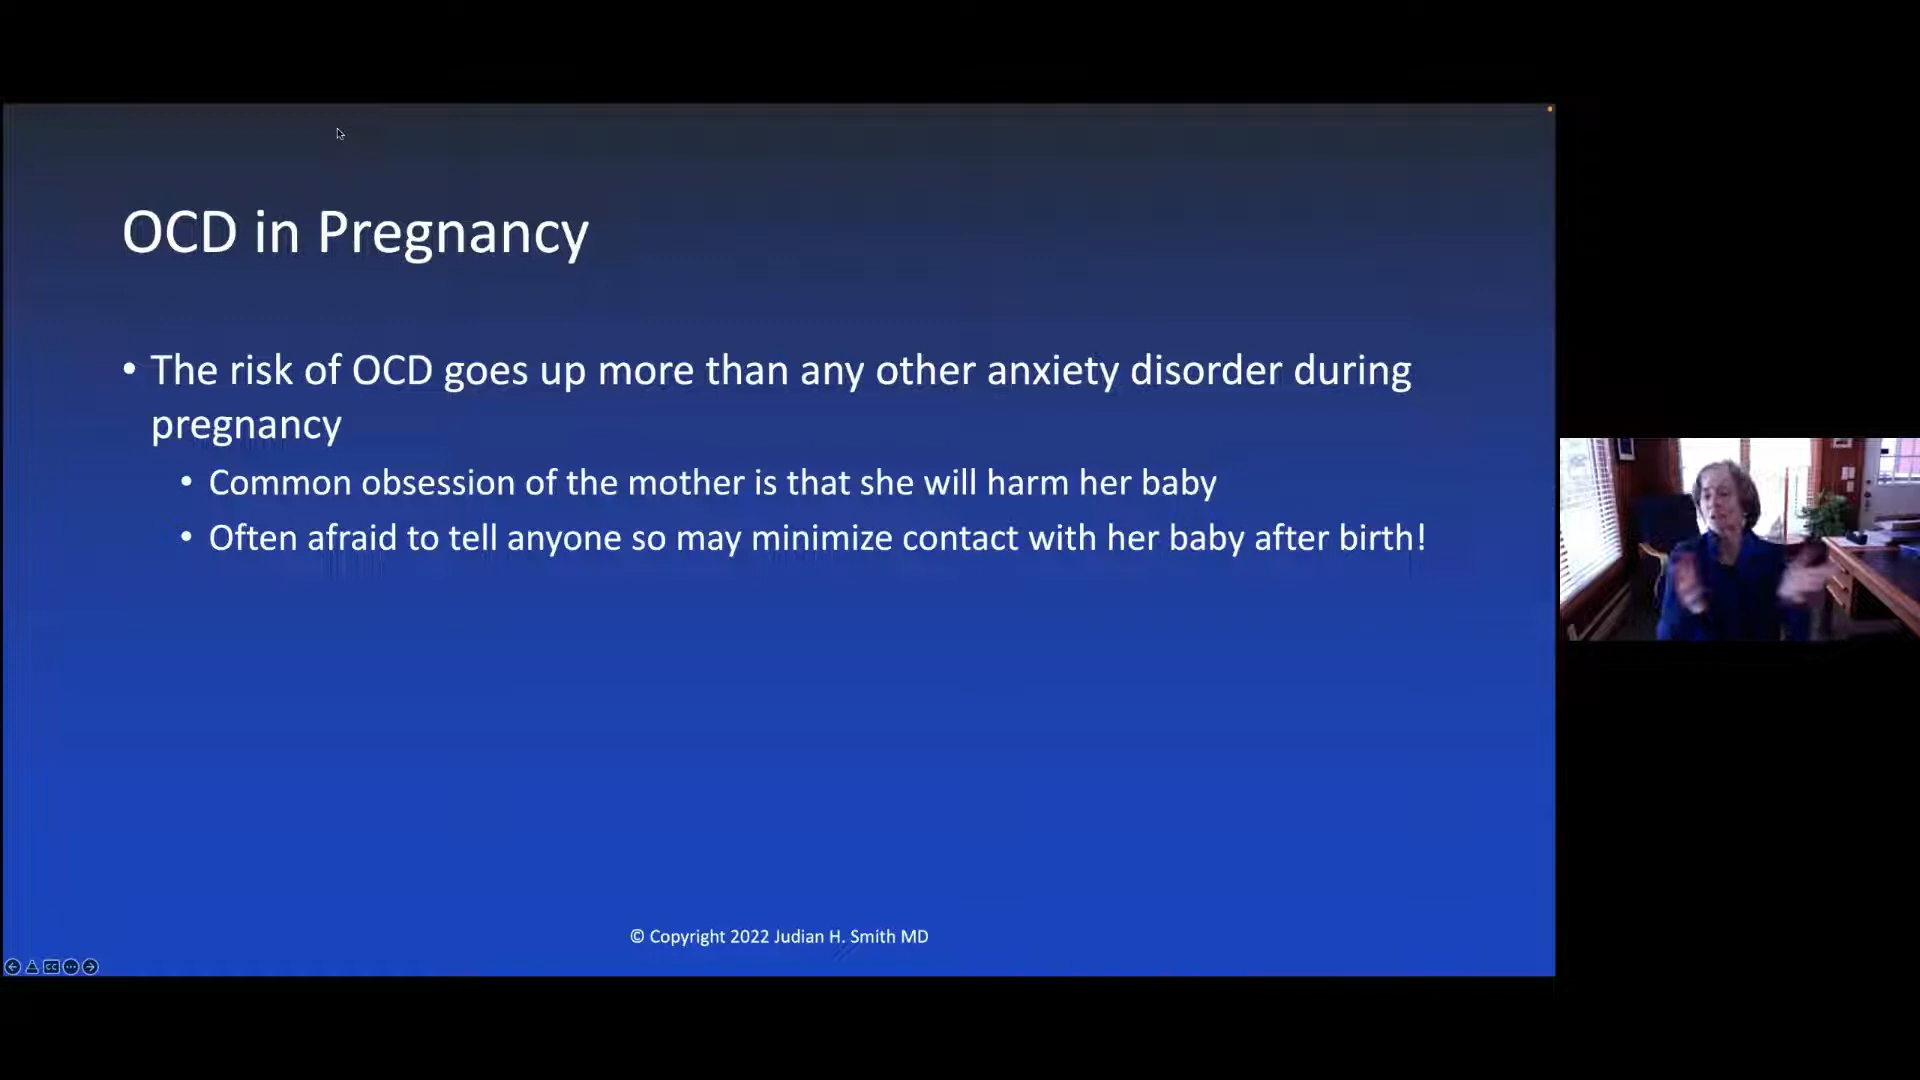 OCD in Pregnancy
• The risk of OCD goes up more than any other anxiety disorder during
pregnancy
• Common obsession of the mother is that she will harm her baby
• Often afraid to tell anyone so may minimize contact with her baby after birth!
© Copyright 2022 Judian H. Smith MD
CC